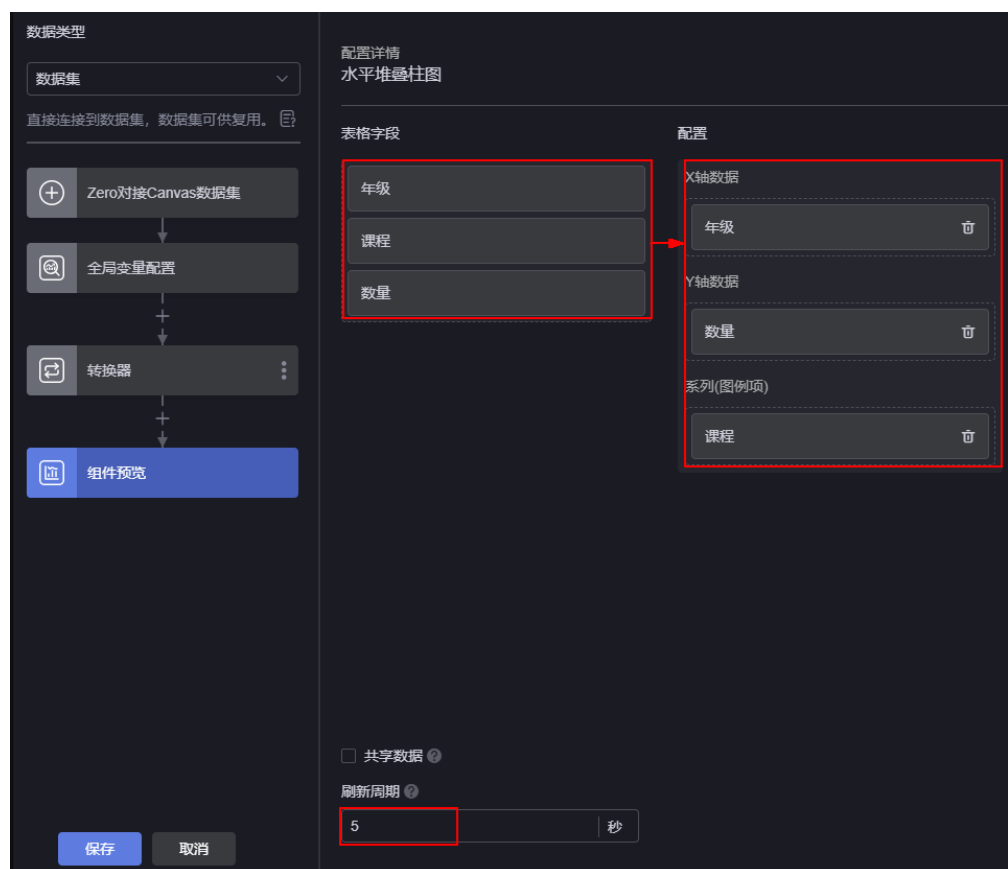 数据类型
数据集
直接连接到数据集，数据集可供复用。
Zero对接Canvas数据集
全局变量配置
转换器
组件预览
保存
取消
配置详情
水平堆叠柱图
表格字段
年级
课程
数量
配置
X轴数据
年级
Y轴数据
数量
系列(图例项)
课程
共享数据
刷新周期
5
秒